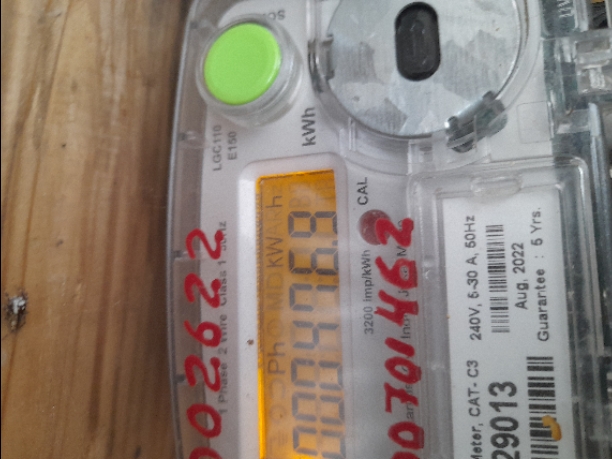 LGC110
E150
kWh
1 Phase 2 Wire Class 1 50Hz
002622
kWh
000476.8
CAL
3200 imp/kWh
00701462
240V, 5-30 A, 50Hz
Aug, 2022
Guarantee : 5 Yrs.
Meter, CAT- C3
29013